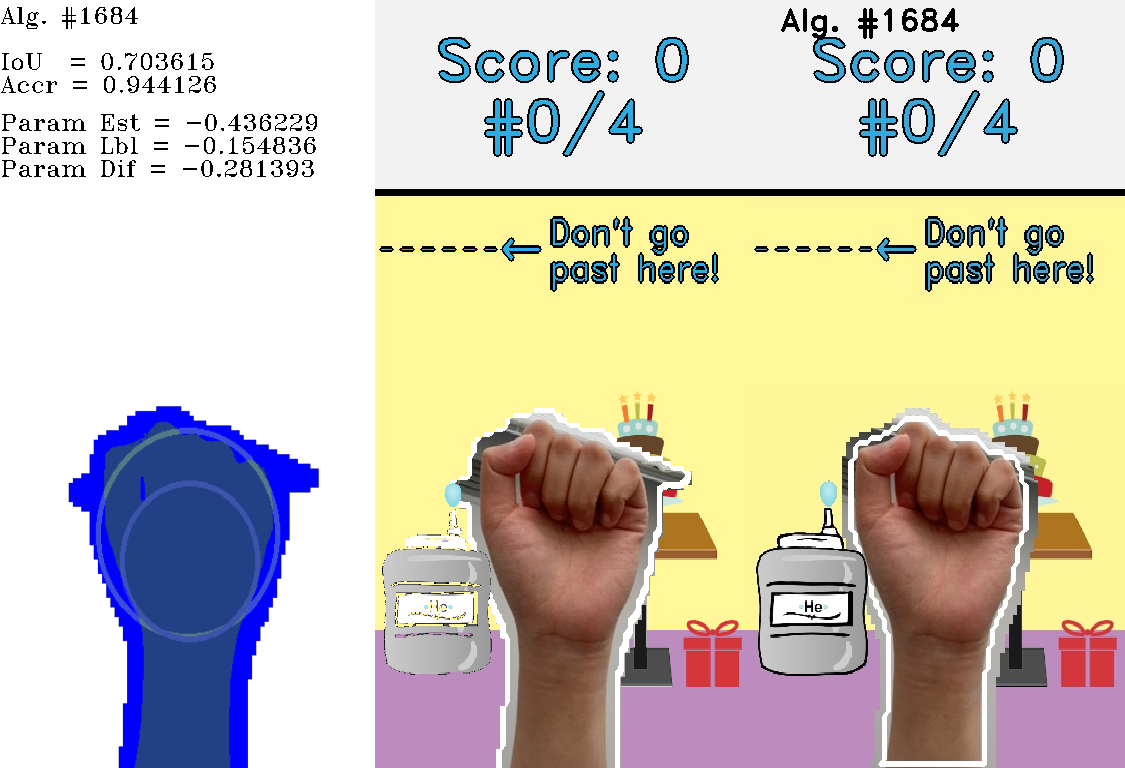 Alg. #1684
IoU = 0.703615
Accr = 0.944126
Param Est = −0.436229
Param Lbl = −0.154836
Param Dif = −0.281393
Score: 0
#0/4
------← Don't go
past here!
He
Alg. #1684
Score: 0
#0/4
------← Don't go
past here!
He